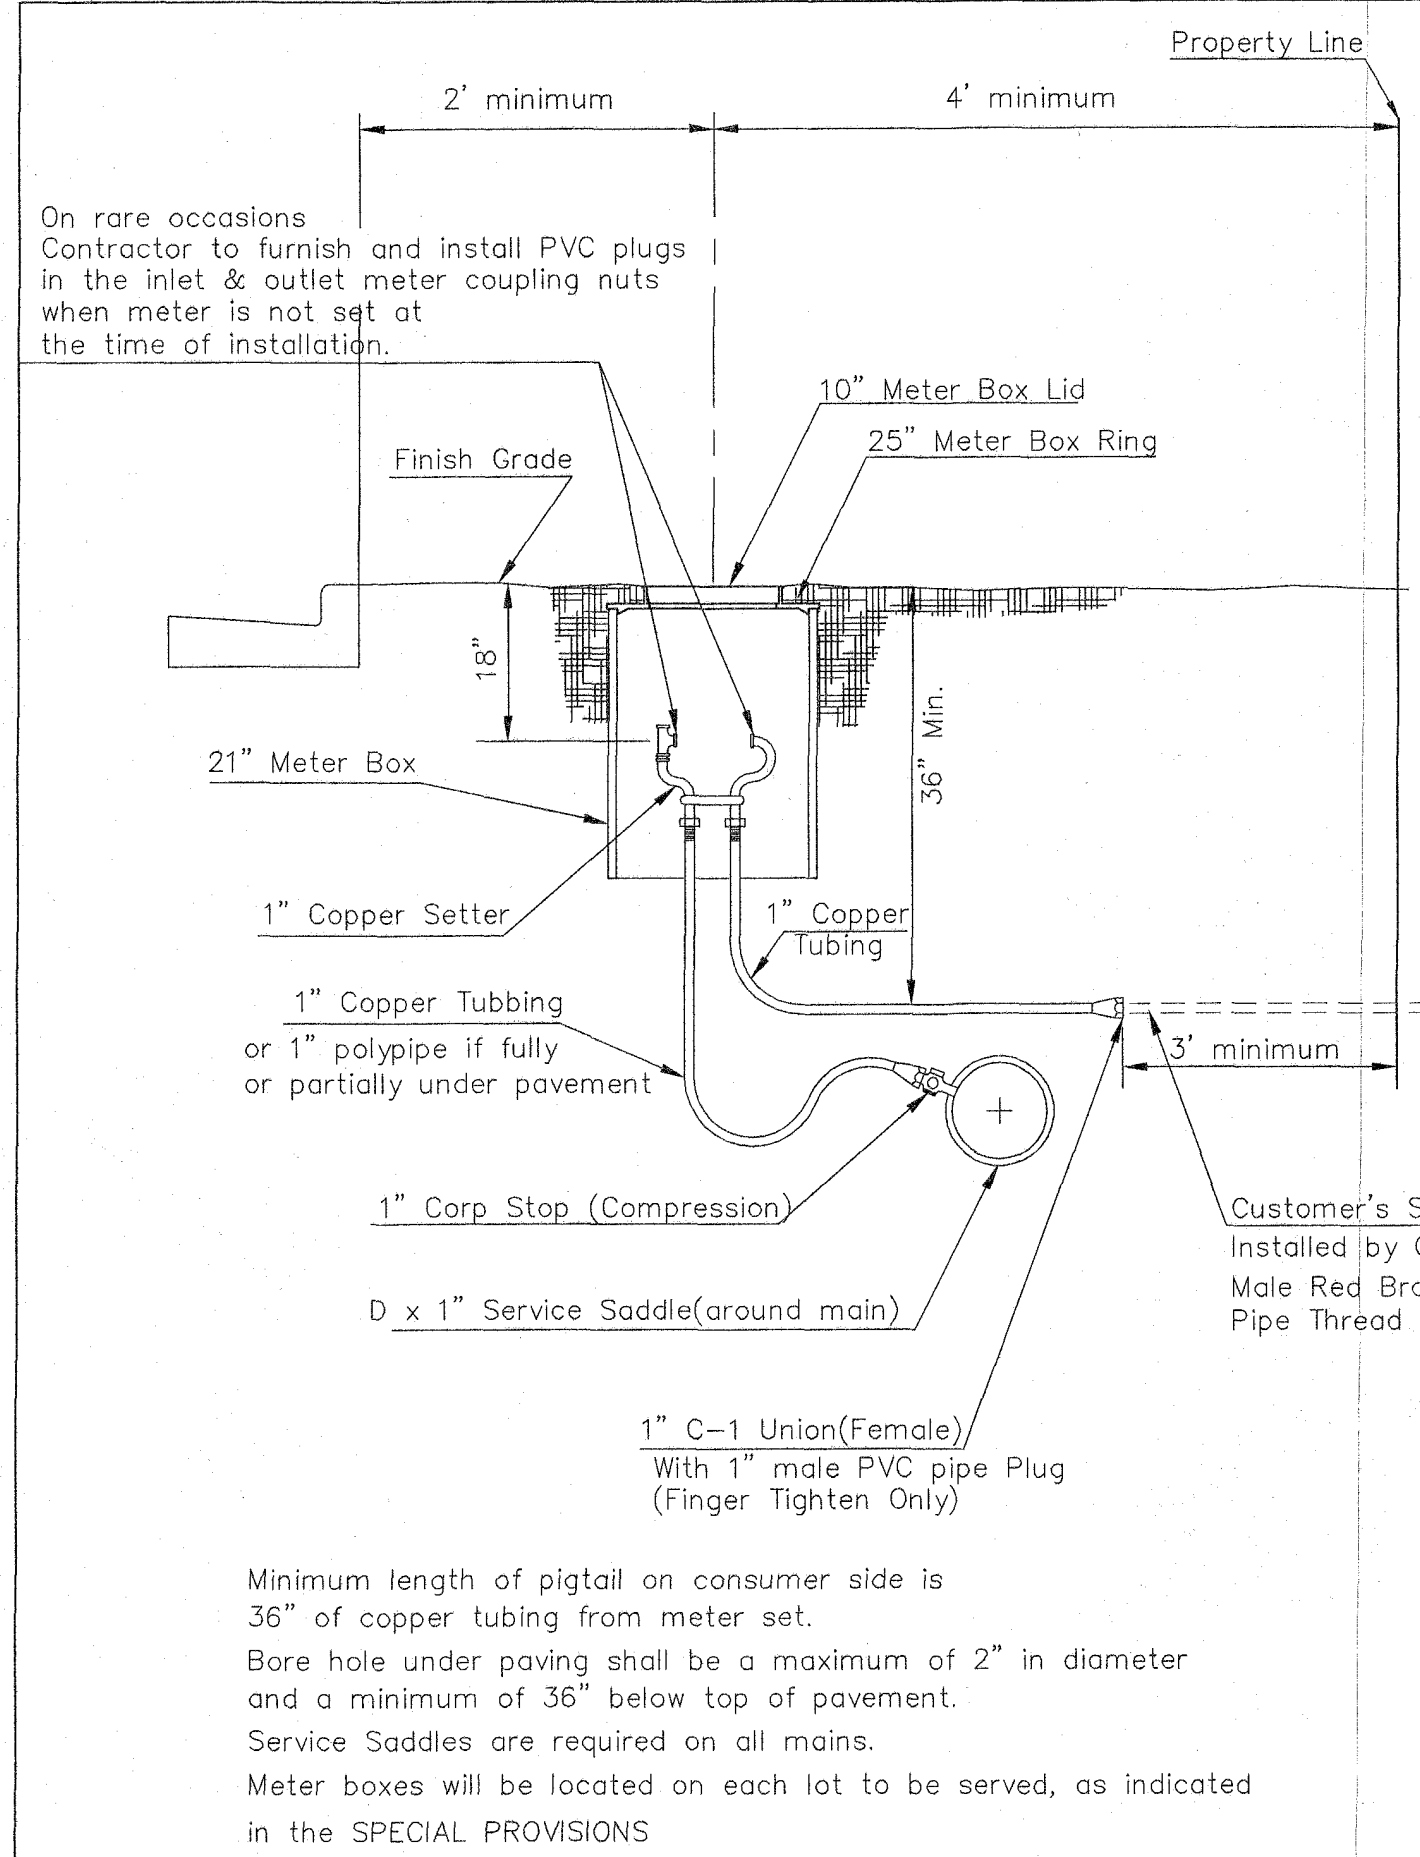 Property Line
2' minimum
4' minimum
On rare occasions
Contractor to furnish and install PVC plugs
in the inlet & outlet meter coupling nuts
when meter is not set at
the time of installation.
10" Meter Box Lid
25" Meter Box Ring
Finish Grade
18"
36" Min.
21" Meter Box
1" Copper Setter
1" Copper
Tubing
1" Copper Tubbing
or 1" polypipe if fully
or partially under pavement
3' minimum
1" Corp Stop (Compression)
Customer's
Installed by
Male Red
Pipe Thread
D x 1" Service Saddle(around main)
1" C-1 Union(Female)
With 1" male PVC pipe Plug
(Finger Tighten Only)
Minimum length of pigtail on consumer side is
36" of copper tubing from meter set.
Bore hole under paving shall be a maximum of 2" in diameter
and a minimum of 36" below top of pavement.
Service Saddles are required on all mains.
Meter boxes will be located on each lot to be served, as indicated
in the SPECIAL PROVISIONS